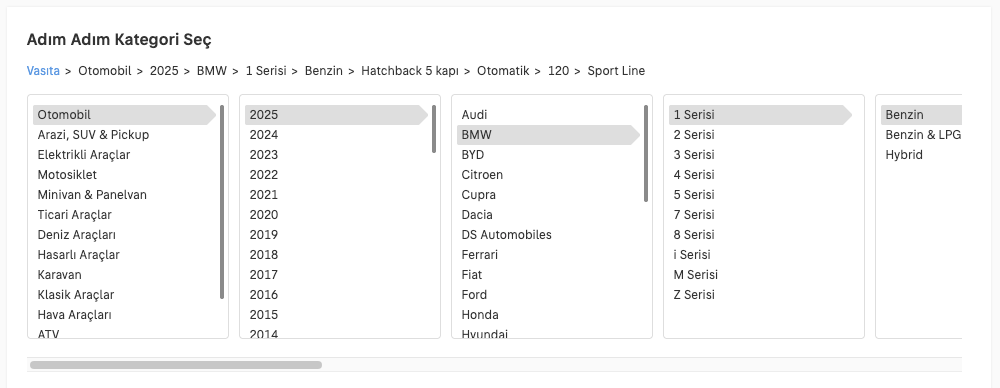 Adım Adım Kategori Seç
Vasıta > Otomobil > 2025 > BMW > 1 Serisi > Benzin > Hatchback 5 kapı > Otomatik > 120 > Sport Line
Otomobil
Arazi, SUV & Pickup
Elektrikli Araçlar
Motosiklet
Minivan & Panelvan
Ticari Araçlar
Deniz Araçları
Hasarlı Araçlar
Karavan
Klasik Araçlar
Hava Araçları
ATV
2025
2024
2023
2022
2021
2020
2019
2018
2017
2016
2015
2014
Audi
BMW
BYD
Citroen
Cupra
Dacia
DS Automobiles
Ferrari
Fiat
Ford
Honda
Hyundai
1 Serisi
2 Serisi
3 Serisi
4 Serisi
5 Serisi
7 Serisi
8 Serisi
i Serisi
M Serisi
Z Serisi
Benzin
Benzin & LPG
Hybrid